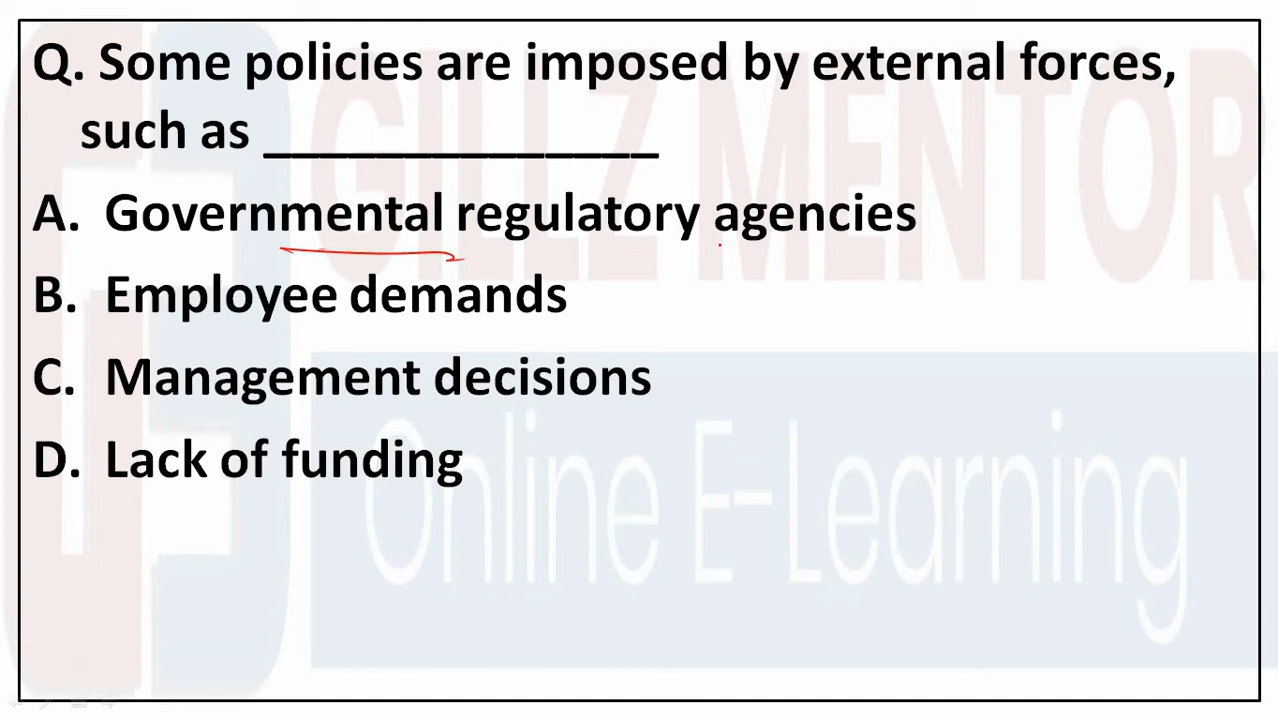 Q. Some policies are imposed by external forces,
such as ______________
A. Governmental regulatory agencies
B. Employee demands
C. Management decisions
D. Lack of funding
GILLZ MENTOR
Online E-Learning